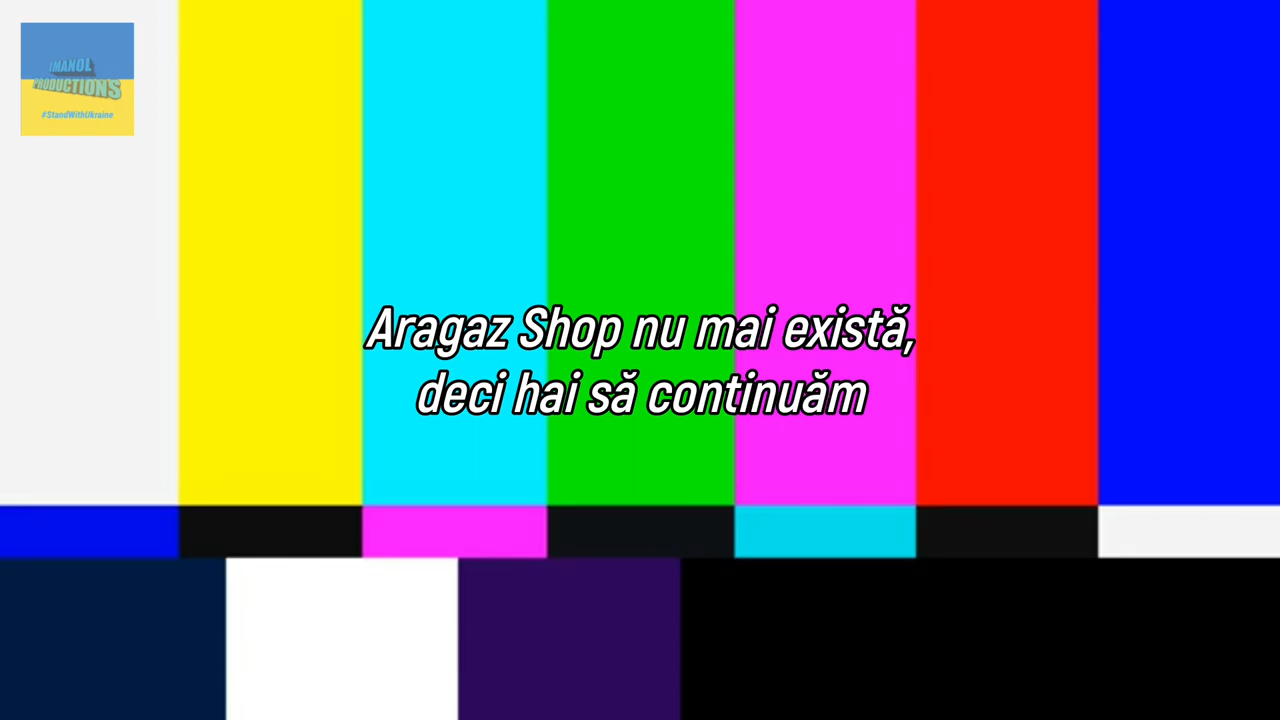 IMANOL
PRODUCTIONS
#StandWithUkraine
Aragaz Shop nu mai există,
deci hai să continuăm